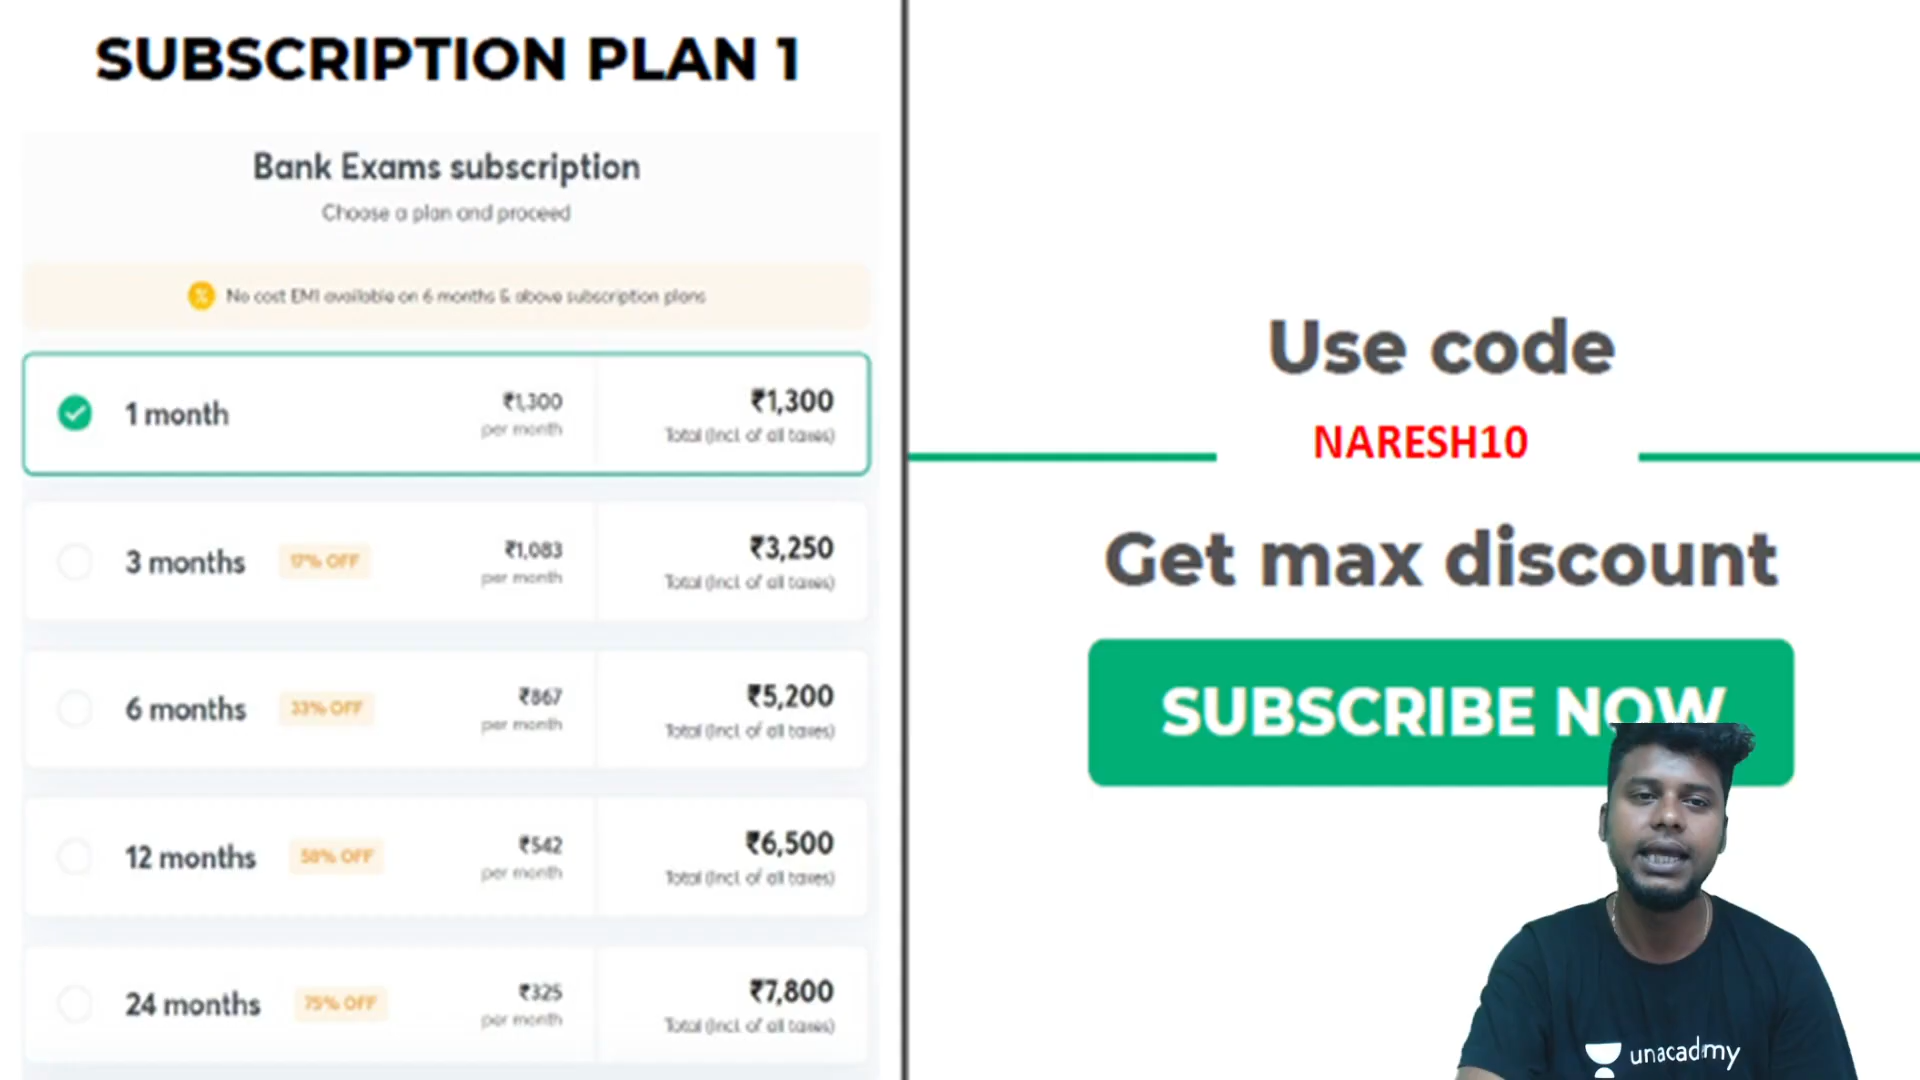 SUBSCRIPTION PLAN 1
Bank Exams subscription
Choose a plan and proceed
% No cost EMI available on 6 months & above subscription plans
1 month ₹1,300 per month ₹1,300 Total (Incl. of all taxes)
3 months 17% OFF ₹1,083 per month ₹3,250 Total (Incl. of all taxes)
6 months 33% OFF ₹867 per month ₹5,200 Total (Incl. of all taxes)
12 months 58% OFF ₹542 per month ₹6,500 Total (Incl. of all taxes)
24 months 75% OFF ₹325 per month ₹7,800 Total (Incl. of all taxes)
Use code
NARESH10
Get max discount
SUBSCRIBE NOW
unacadmy